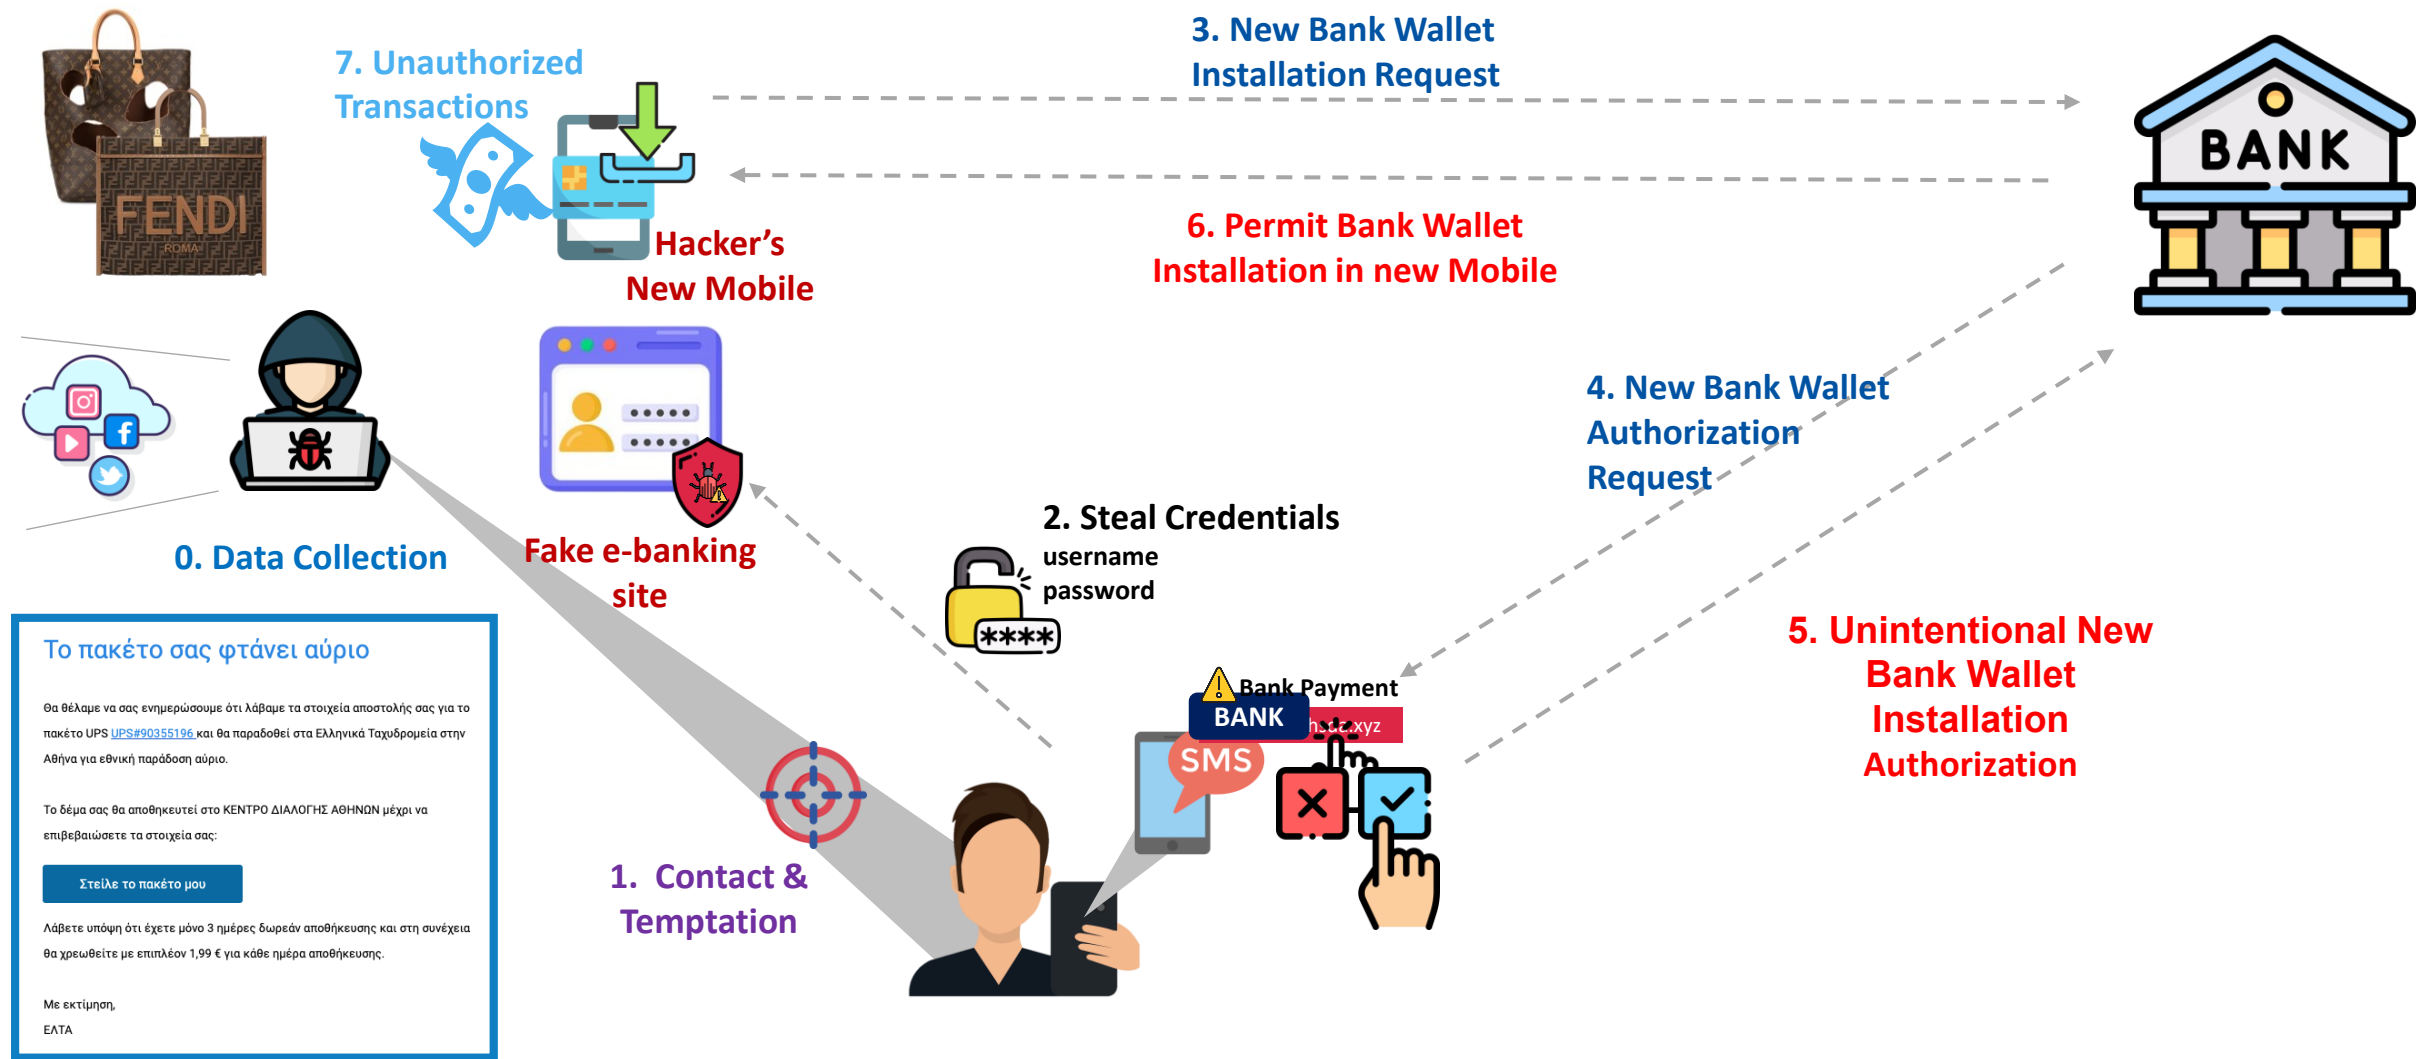 3. New Bank Wallet
Installation Request
7. Unauthorized
Transactions
BANK
FENDI
ROMA
6. Permit Bank Wallet
Installation in new Mobile
Hacker's
New Mobile
4. New Bank Wallet
Authorization
Request
2. Steal Credentials
username
password
****
0. Data Collection
Fake e-banking
site
5. Unintentional New
Bank Wallet
Installation
Authorization
Bank Payment
BANK
.xyz
SMS
1. Contact &
Temptation
Το πακέτο σας φτάνει αύριο
Θα θέλαμε να σας ενημερώσουμε ότι λάβαμε τα στοιχεία αποστολής σας για το
πακέτο UPS UPS#90355196 και θα παραδοθεί στα Ελληνικά Ταχυδρομεία στην
Αθήνα για εθνική παράδοση αύριο.
Το δέμα σας θα αποθηκευτεί στο ΚΕΝΤΡΟ ΔΙΑΛΟΓΗΣ ΑΘΗΝΩΝ μέχρι να
επιβεβαιώσετε τα στοιχεία σας:
Στείλε το πακέτο μου
Λάβετε υπόψη ότι έχετε μόνο 3 ημέρες δωρεάν αποθήκευσης και στη συνέχεια
θα χρεωθείτε με επιπλέον 1,99 € για κάθε ημέρα αποθήκευσης.
Με εκτίμηση,
ΕΛΤΑ